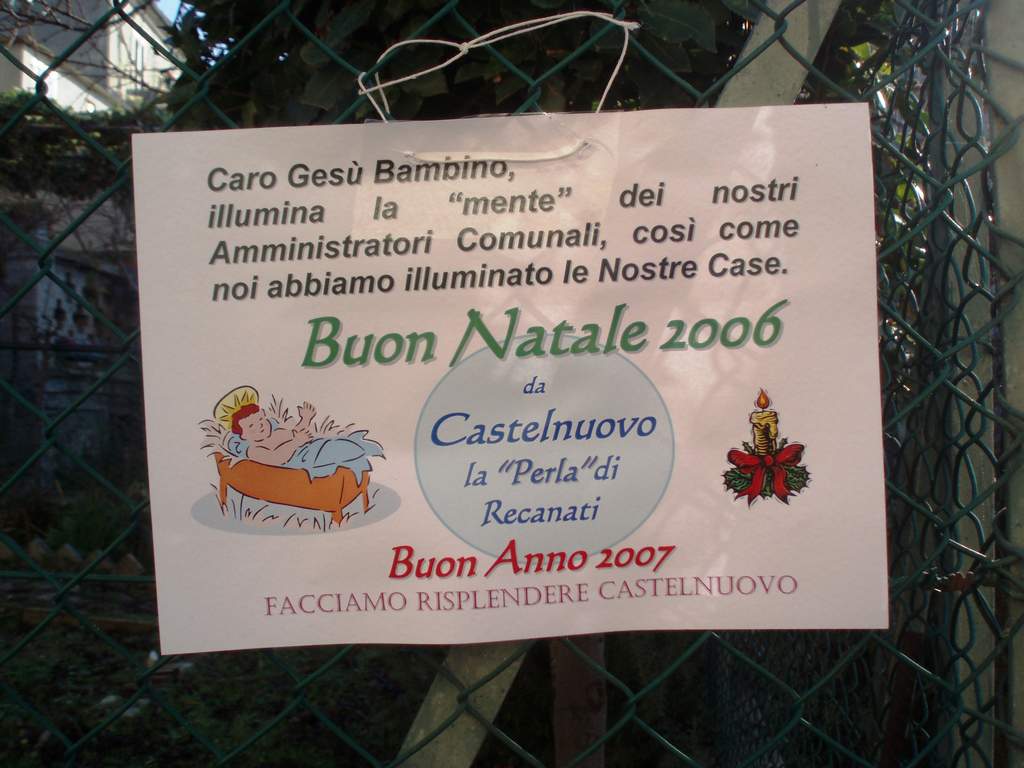 Caro Gesù Bambino,
illumina la "mente" dei nostri
Amministratori Comunali, così come
noi abbiamo illuminato le Nostre Case.
Buon Natale 2006
da
Castelnuovo
la "Perla" di
Recanati
Buon Anno 2007
FACCIAMO RISPLENDERE CASTELNUOVO